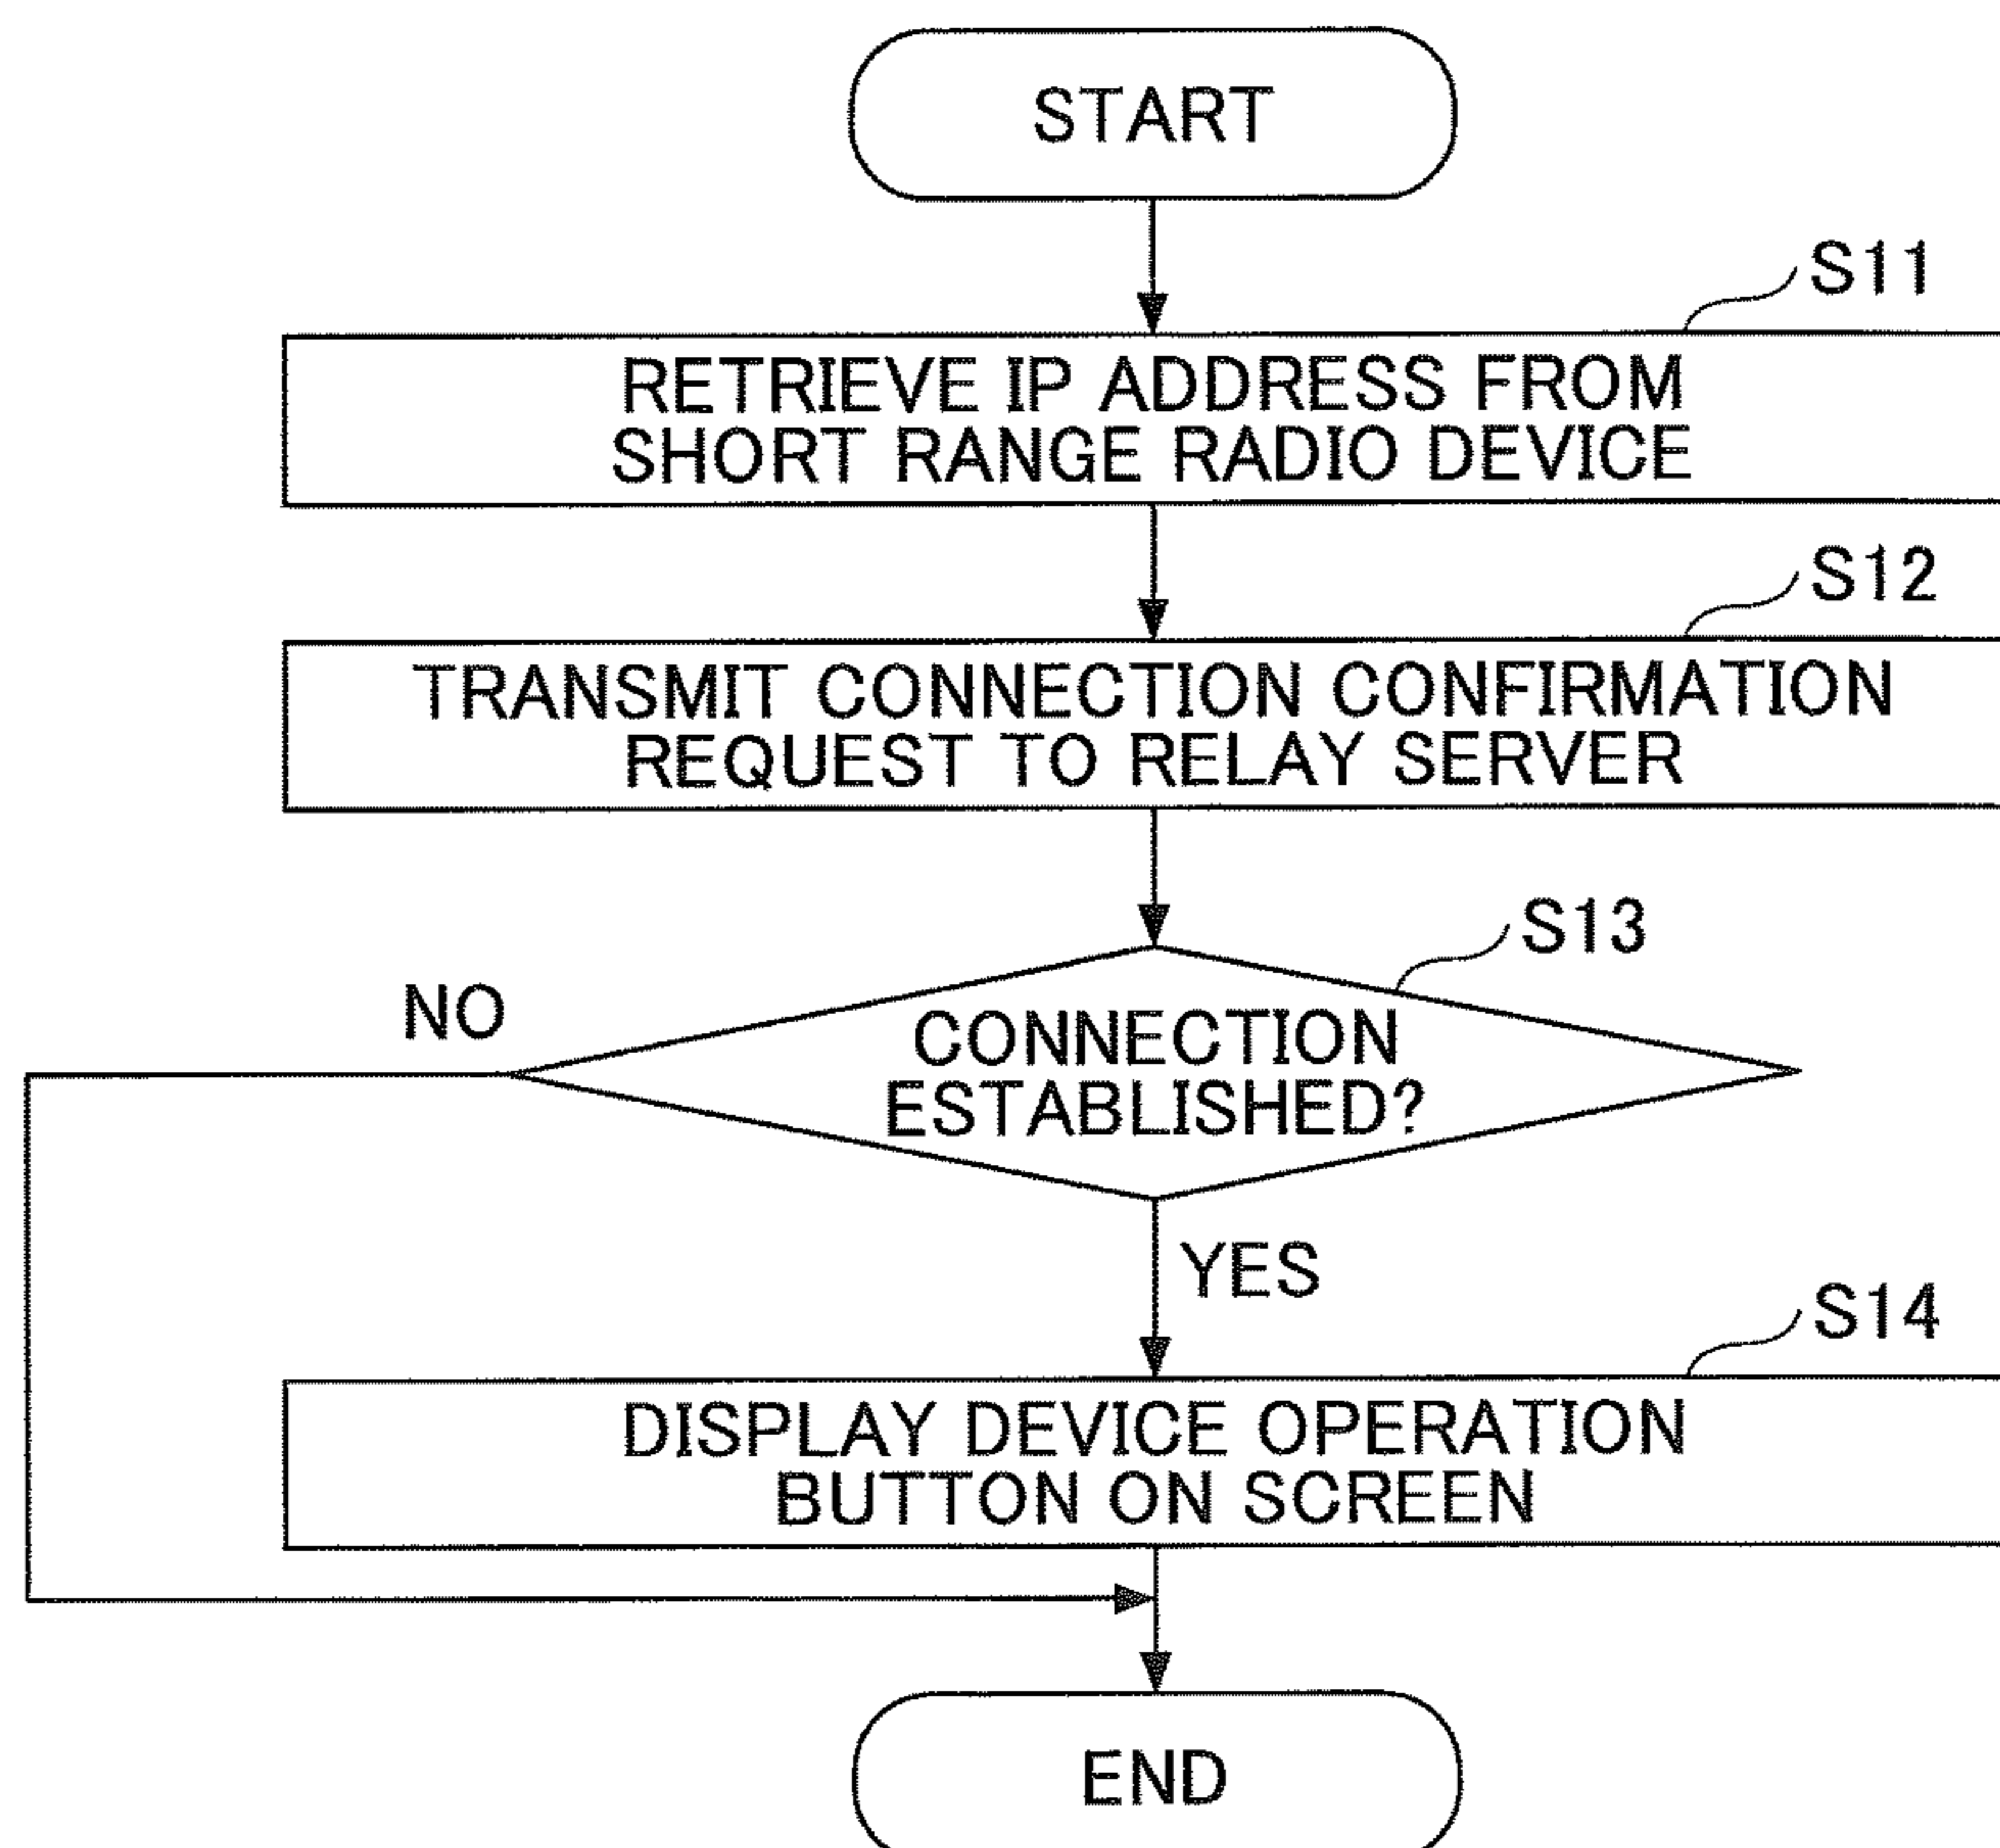 START
S11
RETRIEVE IP ADDRESS FROM
SHORT RANGE RADIO DEVICE
S12
TRANSMIT CONNECTION CONFIRMATION
REQUEST TO RELAY SERVER
S13
NO
CONNECTION
ESTABLISHED?
YES
S14
DISPLAY DEVICE OPERATION
BUTTON ON SCREEN
END